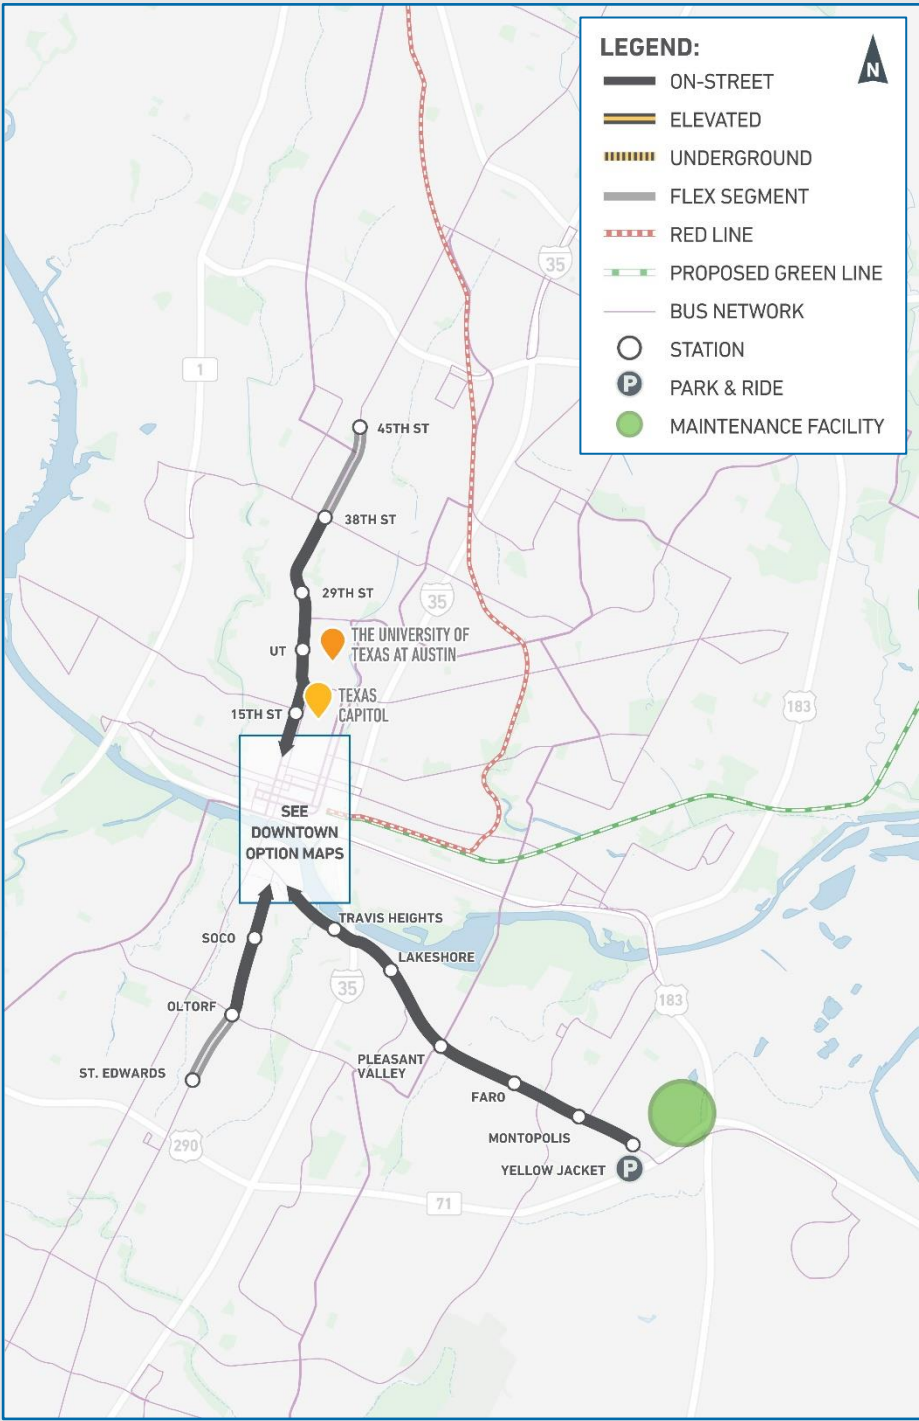 LEGEND:
N
ON-STREET
ELEVATED
UNDERGROUND
FLEX SEGMENT
RED LINE
PROPOSED GREEN LINE
BUS NETWORK
STATION
P
PARK & RIDE
MAINTENANCE FACILITY
35
1
45TH ST
38TH ST
29TH ST
35
UT
THE UNIVERSITY OF
TEXAS AT AUSTIN
15TH ST
TEXAS
CAPITOL
183
SEE
DOWNTOWN
OPTION MAPS
TRAVIS HEIGHTS
SOCO
LAKESHORE
35
183
OLTORF
PLEASANT
VALLEY
ST. EDWARDS
FARO
MONTOPOLIS
290
YELLOW JACKET
P
71